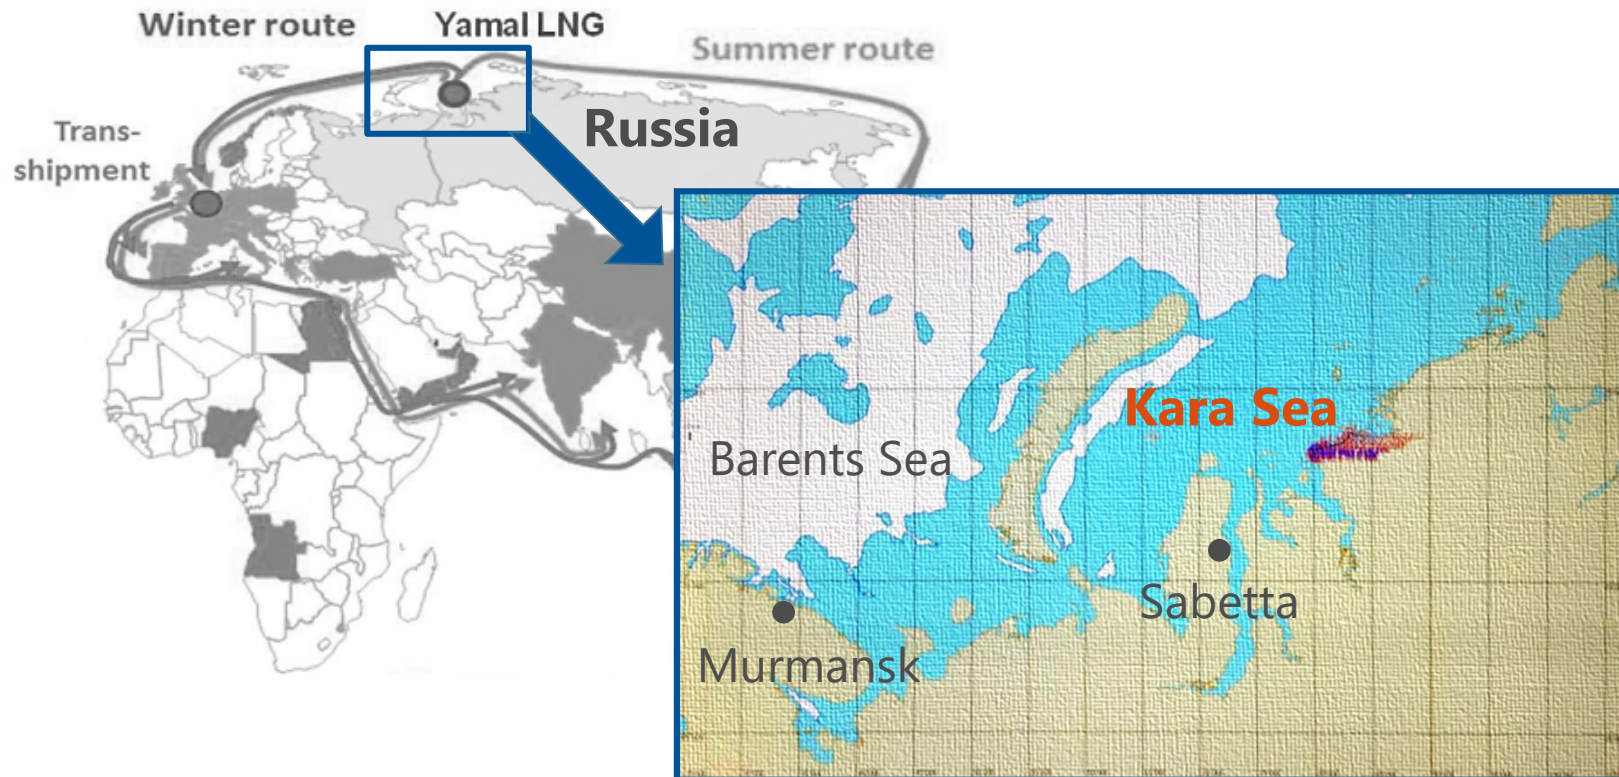 Winter route
Yamal LNG
Summer route
Trans-
shipment
Russia
Kara Sea
Barents Sea
Sabetta
Murmansk